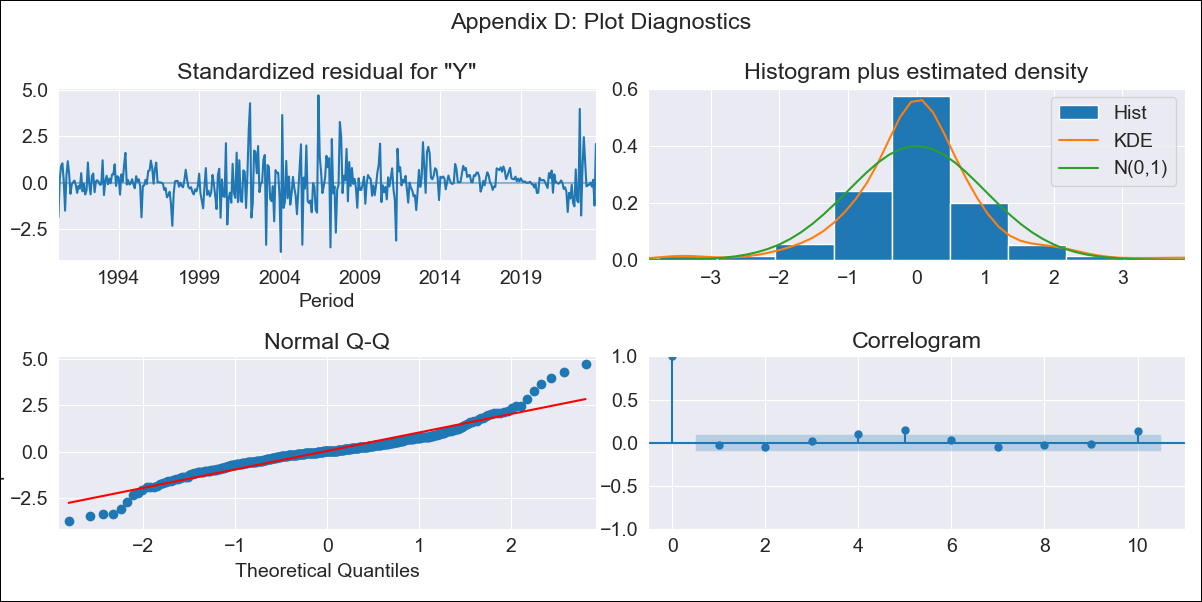 Appendix D: Plot Diagnostics
Standardized residual for "Y"
5.0
2.5
0.0
−2.5
1994 1999 2004 2009 2014 2019
Period
Histogram plus estimated density
0.6
0.4
0.2
0.0
Hist
KDE
N(0,1)
−3 −2 −1 0 1 2 3
Normal Q-Q
5.0
2.5
0.0
−2.5
−2 −1 0 1 2
Theoretical Quantiles
Correlogram
1.0
0.5
0.0
−0.5
−1.0
0 2 4 6 8 10